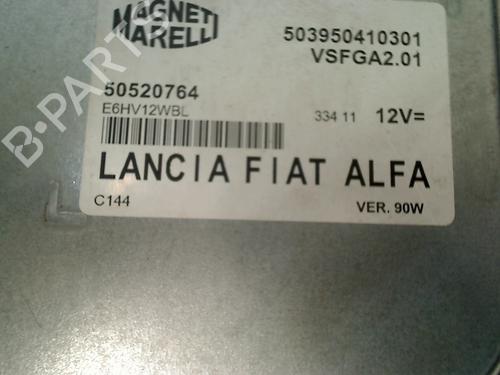 MAGNETI
MARELLI
503950410301
VSFGA2.01
50520764
E6HV12WBL
334 11
12V=
LANCIA FIAT ALFA
C144
VER. 90W
B-PARTS